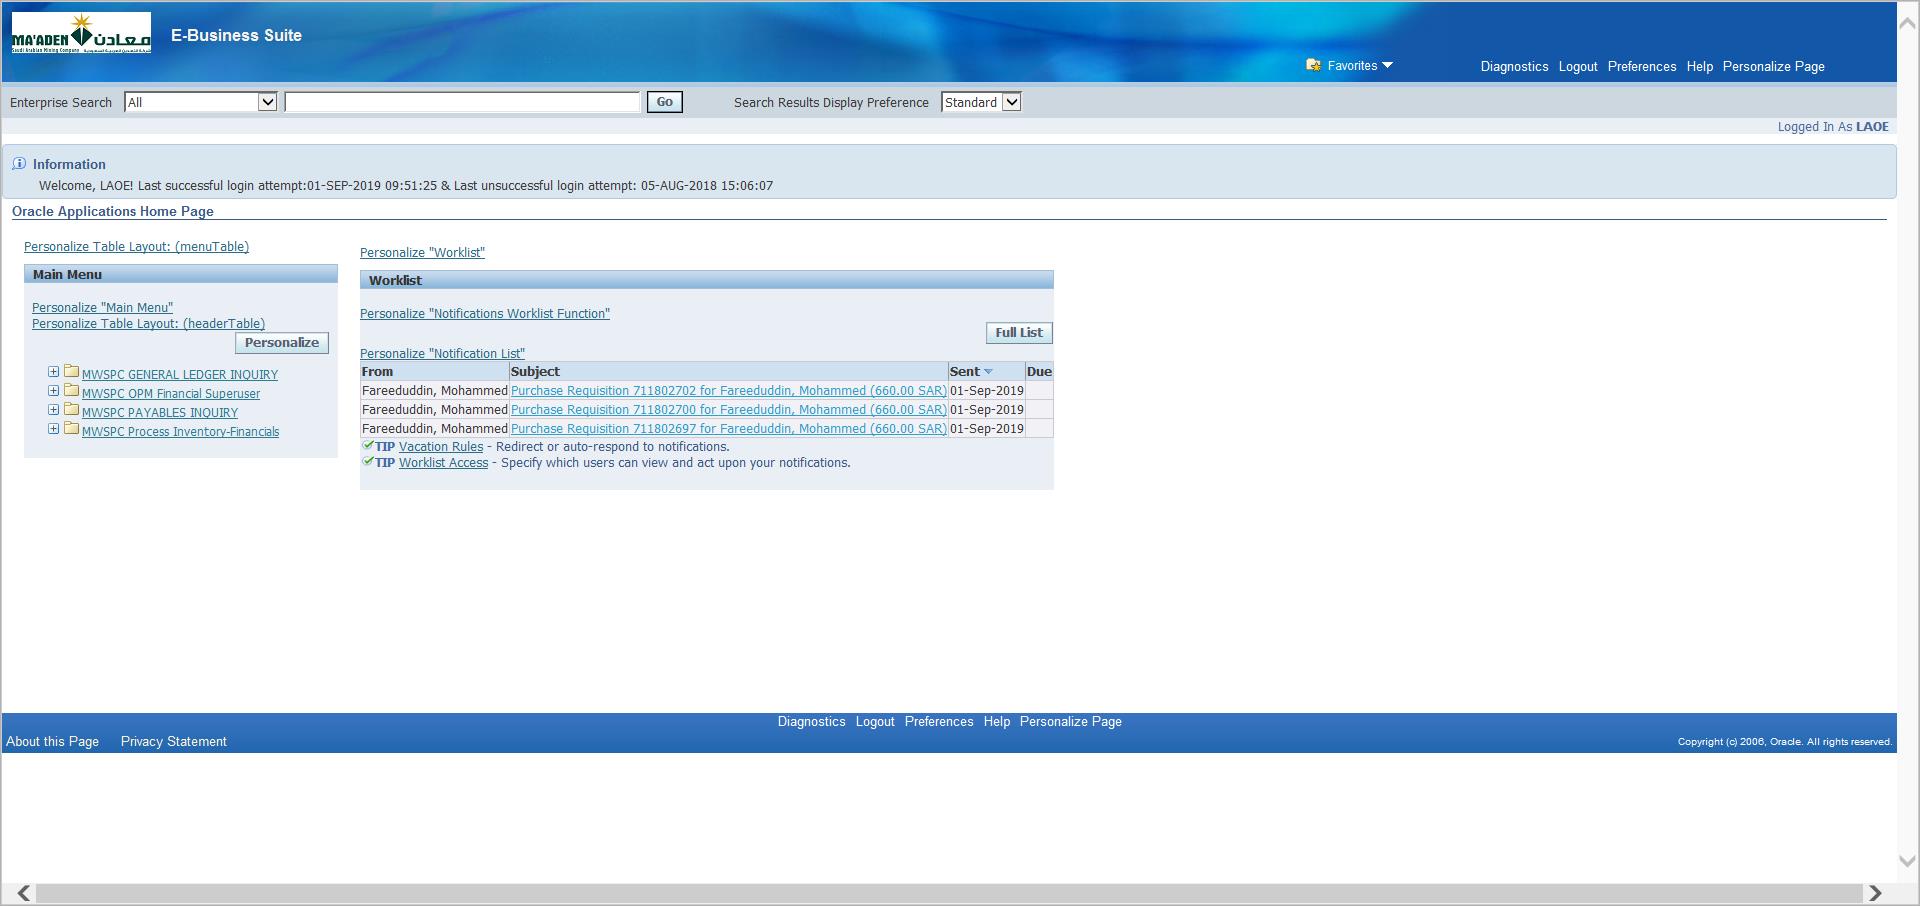 MA'ADEN معادن
Saudi Arabian Mining Company
E-Business Suite
Favorites
Diagnostics Logout Preferences Help Personalize Page
Enterprise Search All Go Search Results Display Preference Standard
Logged In As LAOE
Information
Welcome, LAOE! Last successful login attempt:01-SEP-2019 09:51:25 & Last unsuccessful login attempt: 05-AUG-2018 15:06:07
Oracle Applications Home Page
Personalize Table Layout: (menuTable)
Main Menu
Personalize "Main Menu"
Personalize Table Layout: (headerTable)
Personalize
MWSPC GENERAL LEDGER INQUIRY
MWSPC OPM Financial Superuser
MWSPC PAYABLES INQUIRY
MWSPC Process Inventory-Financials
Personalize "Worklist"
Worklist
Personalize "Notifications Worklist Function"
Full List
Personalize "Notification List"
From Subject Sent Due
Fareeduddin, Mohammed Purchase Requisition 711802702 for Fareeduddin, Mohammed (660.00 SAR) 01-Sep-2019
Fareeduddin, Mohammed Purchase Requisition 711802700 for Fareeduddin, Mohammed (660.00 SAR) 01-Sep-2019
Fareeduddin, Mohammed Purchase Requisition 711802697 for Fareeduddin, Mohammed (660.00 SAR) 01-Sep-2019
TIP Vacation Rules - Redirect or auto-respond to notifications.
TIP Worklist Access - Specify which users can view and act upon your notifications.
Diagnostics Logout Preferences Help Personalize Page
About this Page Privacy Statement
Copyright (c) 2006, Oracle. All rights reserved.